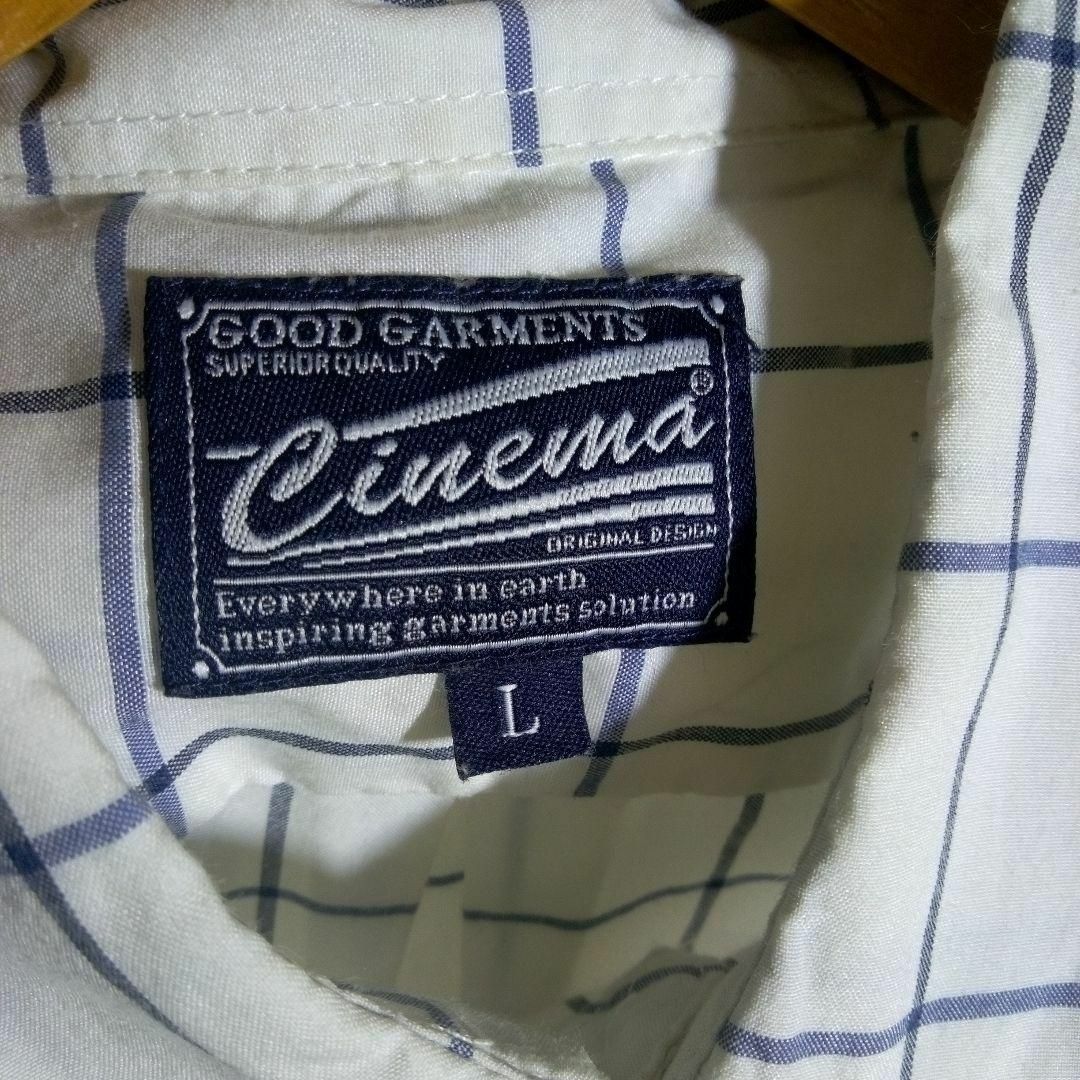 GOOD GARMENTS
SUPERIOR QUALITY
Cinema®
ORIGINAL DESIGN
Everywhere in earth
inspiring garments solution
L